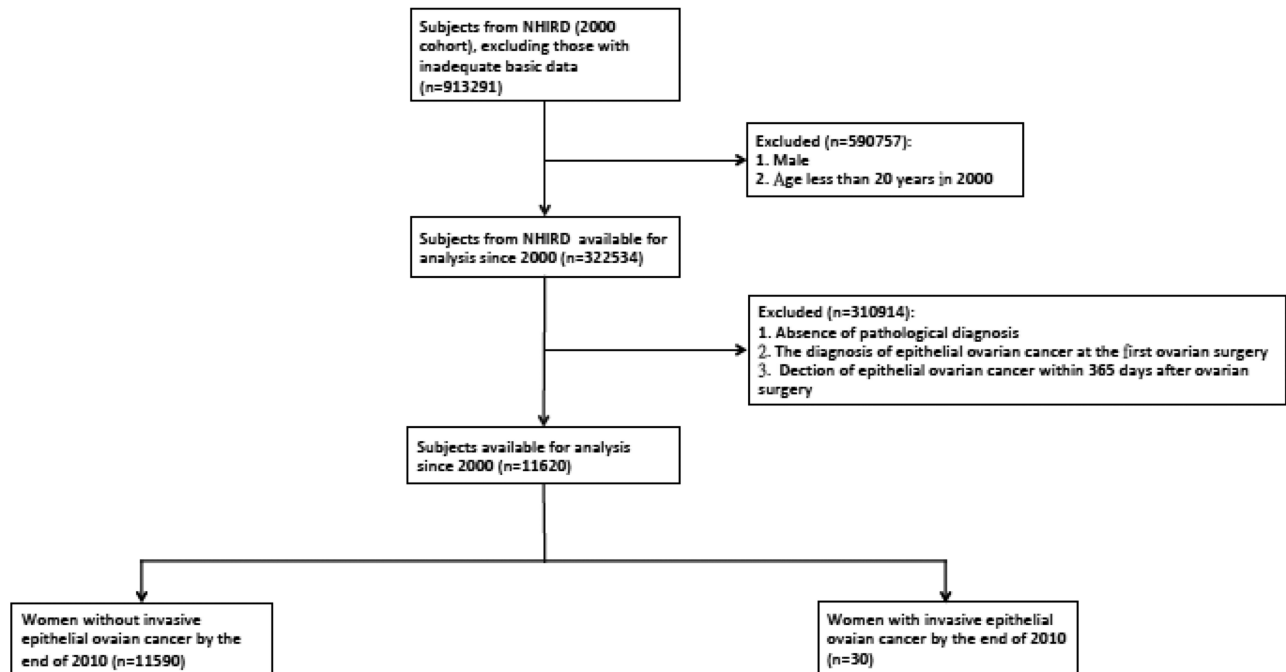 Subjects from NHIRD (2000
cohort), excluding those with
inadequate basic data
(n=913291)
Excluded (n=590757):
1. Male
2. Age less than 20 years in 2000
Subjects from NHIRD available for
analysis since 2000 (n=322534)
Excluded (n=310914):
1. Absence of pathological diagnosis
2. The diagnosis of epithelial ovarian cancer at the first ovarian surgery
3. Dection of epithelial ovarian cancer within 365 days after ovarian
surgery
Subjects available for analysis
since 2000 (n=11620)
Women without invasive
epithelial ovaian cancer by the
end of 2010 (n=11590)
Women with invasive epithelial
ovaian cancer by the end of 2010
(n=30)